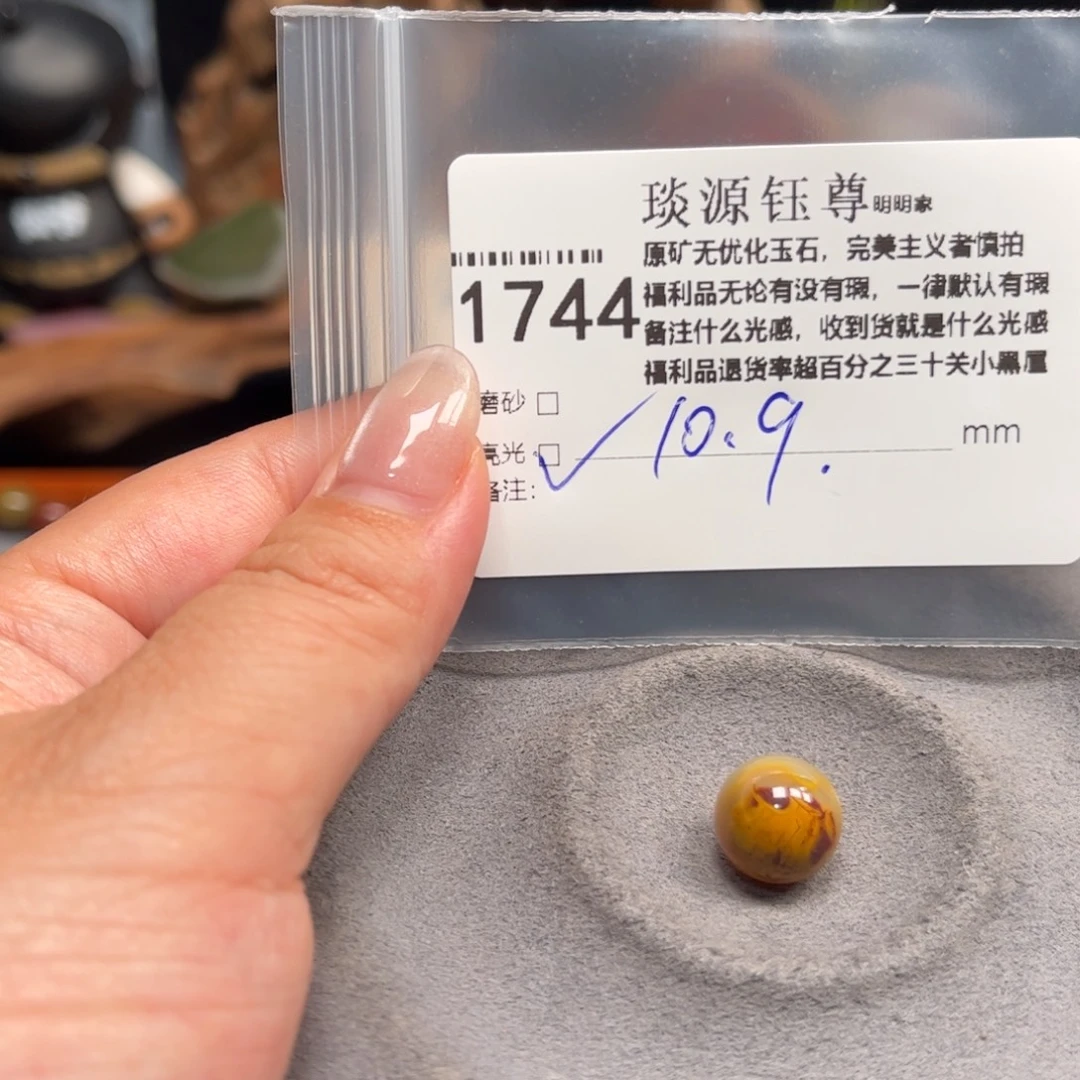 琰源钰尊明明家
原矿无优化玉石，完美主义者慎拍
1744
福利品无论有没有瑕，一律默认有瑕
备注什么光感，收到货就是什么光感
福利品退货率超百分之三十关小黑屋
磨砂 □
亮光 □ ✓ 10.9. mm
备注：